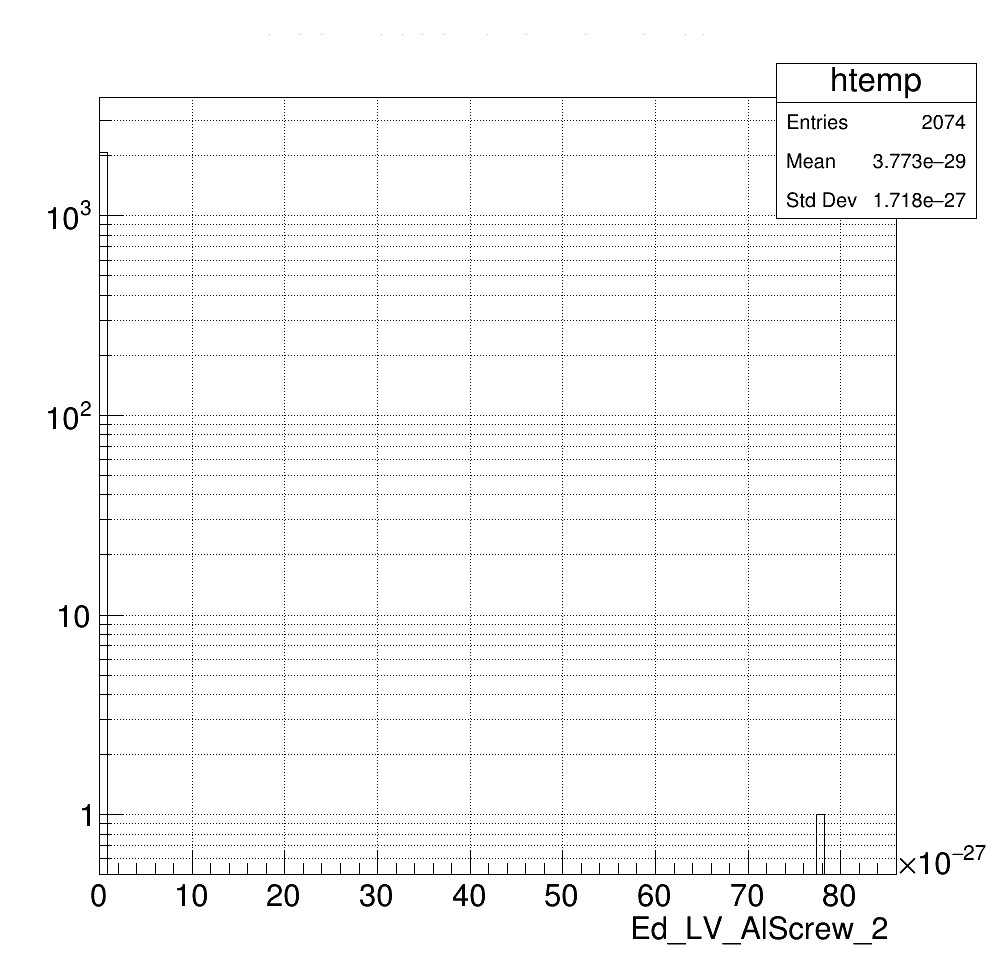 htemp
Entries 2074
Mean 3.773e–29
Std Dev 1.718e–27
10³
10²
10
1
0 10 20 30 40 50 60 70 80
×10⁻²⁷
Ed_LV_AlScrew_2